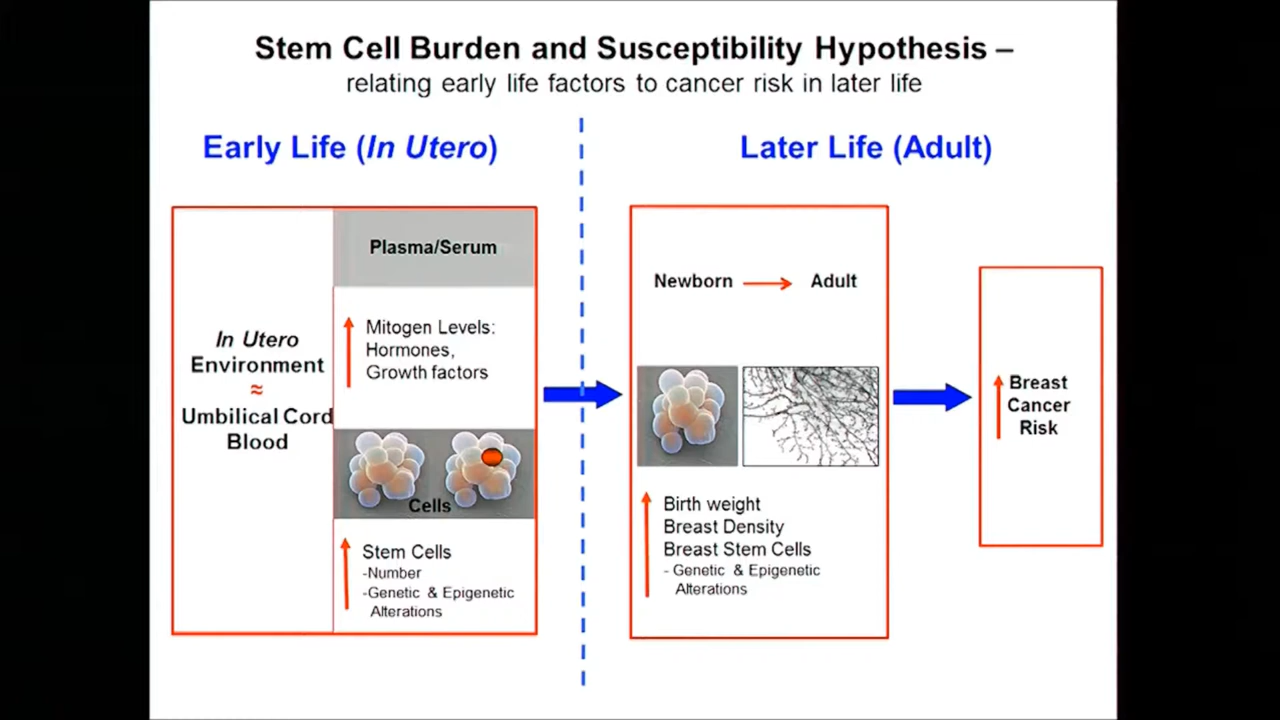 Stem Cell Burden and Susceptibility Hypothesis –
relating early life factors to cancer risk in later life
Early Life (In Utero)
Later Life (Adult)
In Utero
Environment
≈
Umbilical Cord
Blood
Plasma/Serum
Mitogen Levels:
Hormones,
Growth factors
Cells
Stem Cells
-Number
-Genetic & Epigenetic
Alterations
Newborn
Adult
Birth weight
Breast Density
Breast Stem Cells
- Genetic & Epigenetic
Alterations
Breast
Cancer
Risk